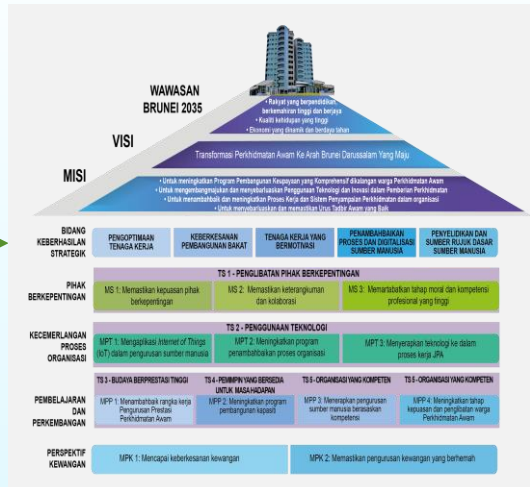 WAWASAN
BRUNEI 2035
• Rakyat yang berpendidikan,
berkemahiran tinggi dan berjaya
• Kualiti kehidupan yang tinggi
• Ekonomi yang dinamik dan berdaya tahan
VISI
Transformasi Perkhidmatan Awam Ke Arah Brunei Darussalam Yang Maju
MISI
• Untuk meningkatkan Program Pembangunan Keupayaan yang Komprehensif dikalangan warga Perkhidmatan Awam
• Untuk mengembangmajukan dan menyebarluaskan Penggunaan Teknologi dan Inovasi dalam Pemberian Perkhidmatan
• Untuk menambahbaik dan meningkatkan Proses Kerja dan Sistem Penyampaian Perkhidmatan dalam organisasi
• Untuk menyebarluaskan dan memastikan Urus Tadbir Awam yang Baik
BIDANG
KEBERHASILAN
STRATEGIK
PENGOPTIMAAN
TENAGA KERJA
KEBERKESANAN
PEMBANGUNAN BAKAT
TENAGA KERJA YANG
BERMOTIVASI
PENAMBAHBAIKAN
PROSES DAN DIGITALISASI
SUMBER MANUSIA
PENYELIDIKAN DAN
SUMBER RUJUK DASAR
SUMBER MANUSIA
TS 1 - PENGLIBATAN PIHAK BERKEPENTINGAN
PIHAK
BERKEPENTINGAN
MS 1: Memastikan kepuasan pihak
berkepentingan
MS 2: Memastikan keterangkuman
dan kolaborasi
MS 3: Memartabatkan tahap moral dan kompetensi
profesional yang tinggi
TS 2 - PENGGUNAAN TEKNOLOGI
KECEMERLANGAN
PROSES
ORGANISASI
MPT 1: Mengaplikasi Internet of Things
(IoT) dalam pengurusan sumber manusia
MPT 2: Meningkatkan program
penambahbaikan proses organisasi
MPT 3: Menyerapkan teknologi ke dalam
proses kerja JPA
TS 3 - BUDAYA BERPRESTASI TINGGI
TS 4 - PEMIMPIN YANG BERSEDIA
UNTUK MASA HADAPAN
TS 5 - ORGANISASI YANG KOMPETEN
TS 5 - ORGANISASI YANG KOMPETEN
PEMBELAJARAN
DAN
PERKEMBANGAN
MPP 1: Menambahbaik rangka kerja
Pengurusan Prestasi
Perkhidmatan Awam
MPP 2: Meningkatkan program
pembangunan kapasiti
MPP 3: Menerapkan pengurusan
sumber manusia berasaskan
kompetensi
MPP 4: Meningkatkan tahap
kepuasan dan penglibatan warga
Perkhidmatan Awam
PERSPEKTIF
KEWANGAN
MPK 1: Mencapai keberkesanan kewangan
MPK 2: Memastikan pengurusan kewangan yang berhemah